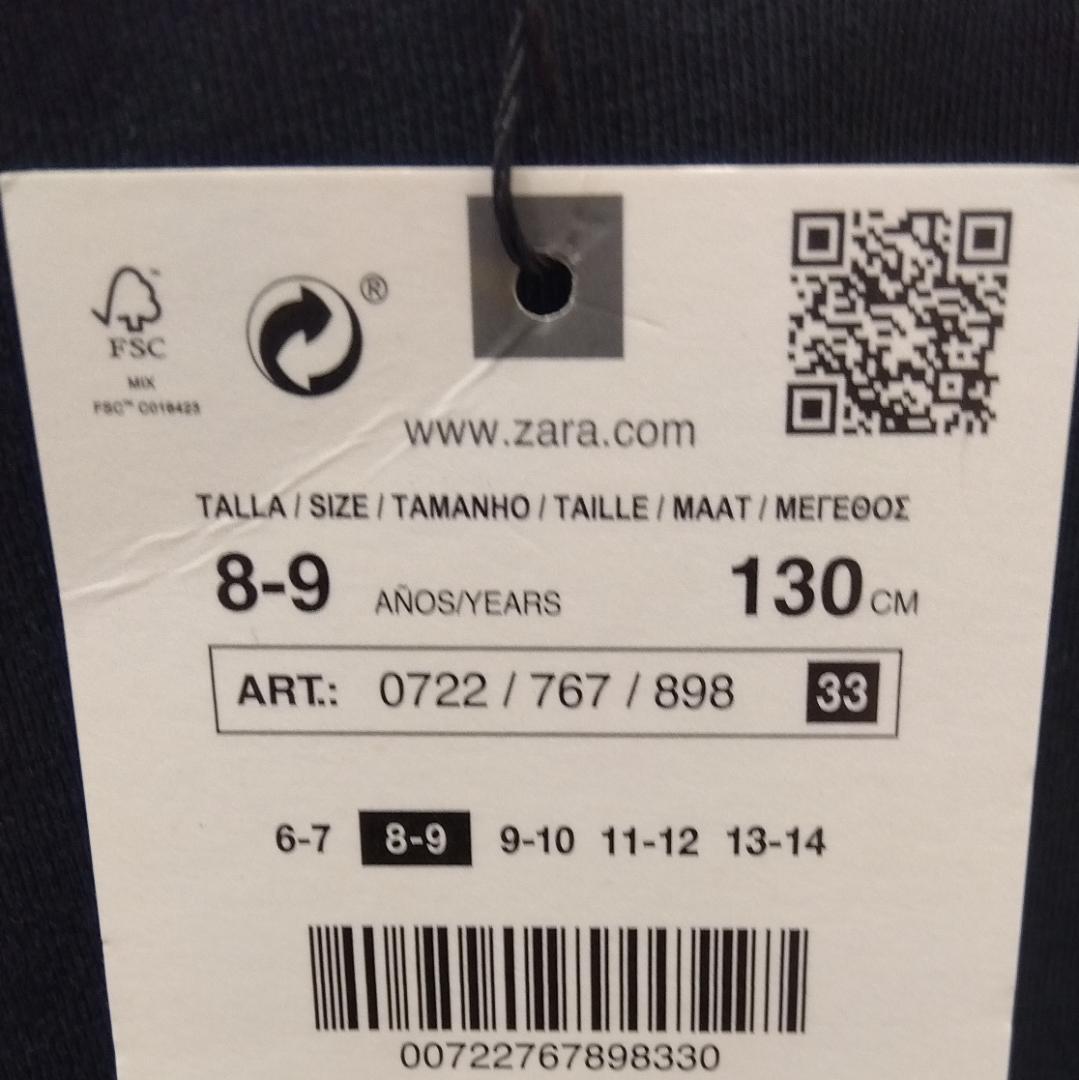 FSC
MIX
FSC™ C018423
®
www.zara.com
TALLA / SIZE / TAMANHO / TAILLE / MAAT / ΜΕΓΕΘΟΣ
8-9 AÑOS/YEARS 130 CM
ART.: 0722 / 767 / 898 33
6-7 8-9 9-10 11-12 13-14
00722767898330